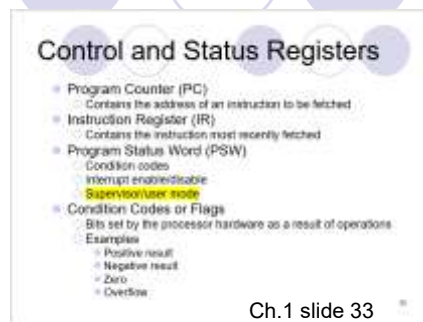 Control and Status Registers
Program Counter (PC)
Contains the address of an instruction to be fetched
Instruction Register (IR)
Contains the instruction most recently fetched
Program Status Word (PSW)
Condition codes
Interrupt enable/disable
Supervisor/user mode
Condition Codes or Flags
Bits set by the processor hardware as a result of operations
Examples
Positive result
Negative result
Zero
Overflow
Ch.1 slide 33